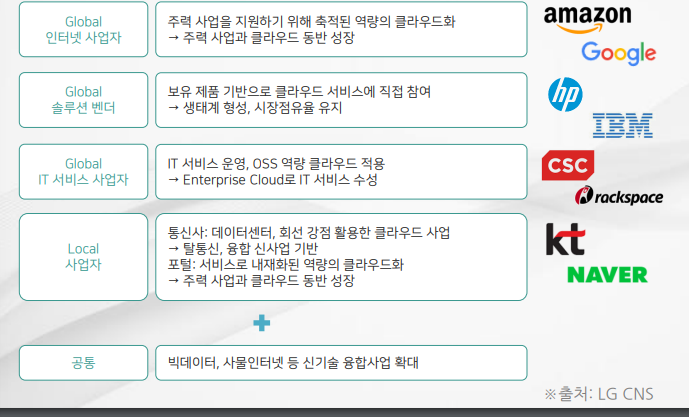 Global
인터넷 사업자
주력 사업을 지원하기 위해 축적된 역량의 클라우드화
→ 주력 사업과 클라우드 동반 성장
amazon
Google
Global
솔루션 벤더
보유 제품 기반으로 클라우드 서비스에 직접 참여
→ 생태계 형성, 시장점유율 유지
hp
IBM
Global
IT 서비스 사업자
IT 서비스 운영, OSS 역량 클라우드 적용
→ Enterprise Cloud로 IT 서비스 수성
CSC
rackspace
Local
사업자
통신사: 데이터센터, 회선 강점 활용한 클라우드 사업
→ 탈통신, 융합 신사업 기반
포털: 서비스로 내재화된 역량의 클라우드화
→ 주력 사업과 클라우드 동반 성장
kt
NAVER
공통
빅데이터, 사물인터넷 등 신기술 융합사업 확대
※출처: LG CNS